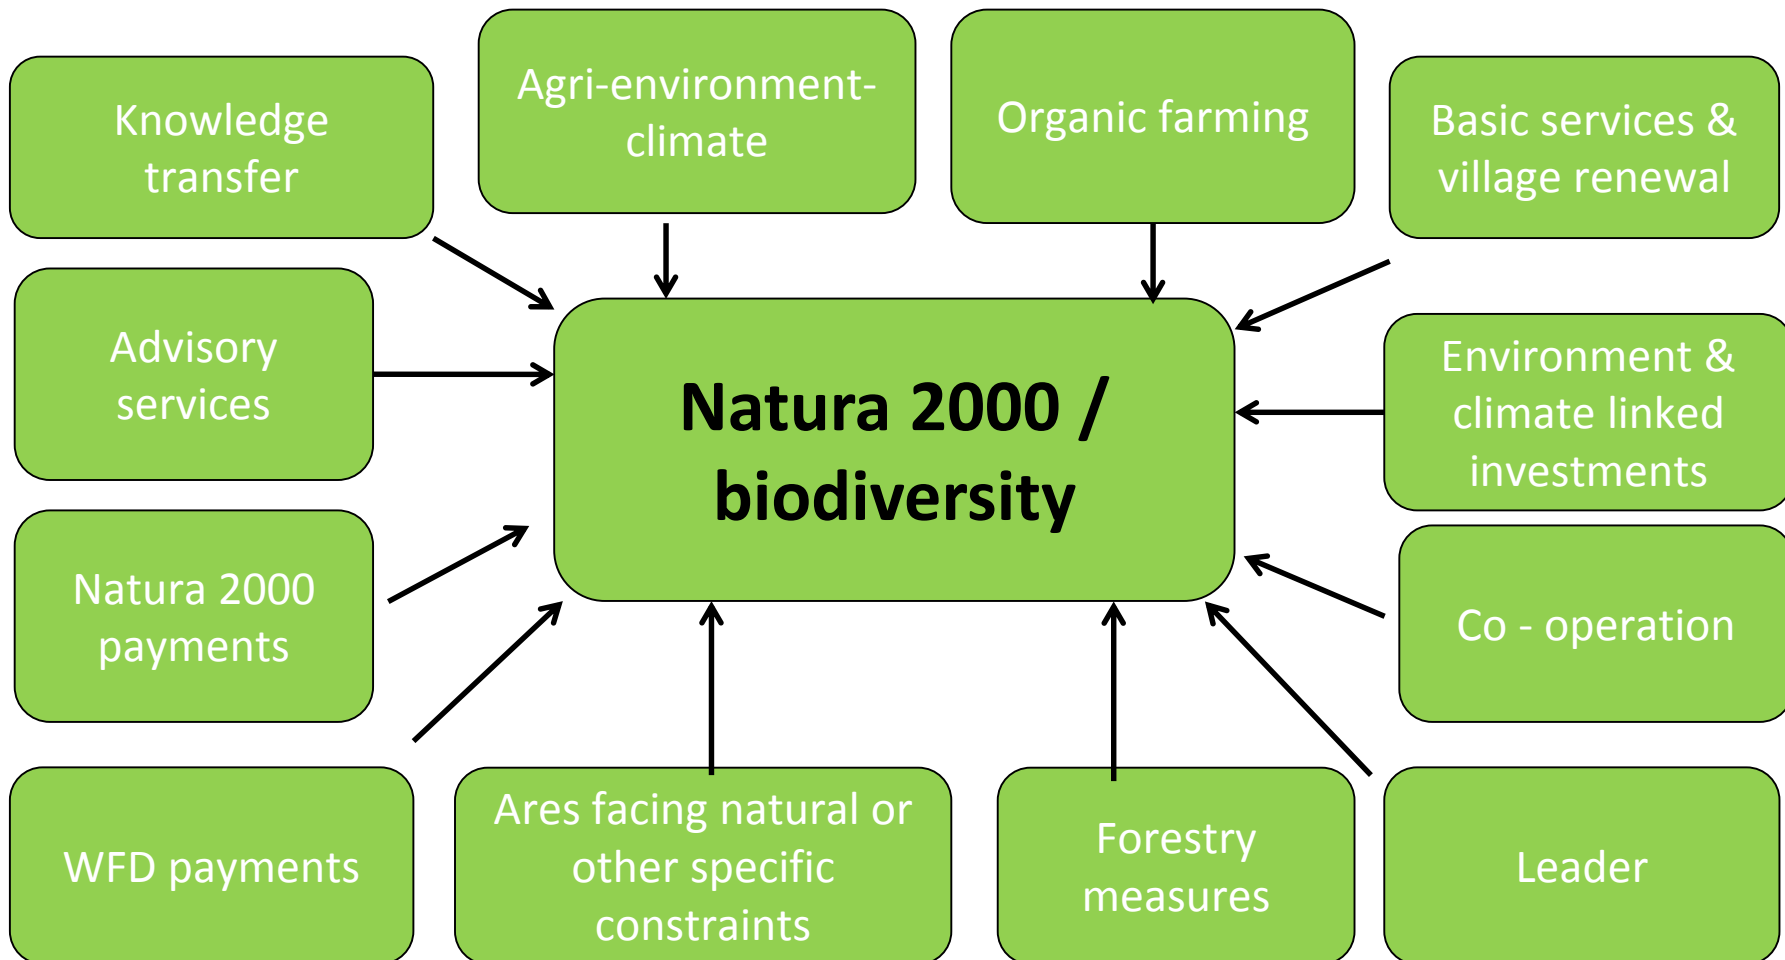 Knowledge
transfer
Agri-environment-
climate
Organic farming
Basic services &
village renewal
Advisory
services
Natura 2000 /
biodiversity
Environment &
climate linked
investments
Natura 2000
payments
Co - operation
WFD payments
Ares facing natural or
other specific
constraints
Forestry
measures
Leader